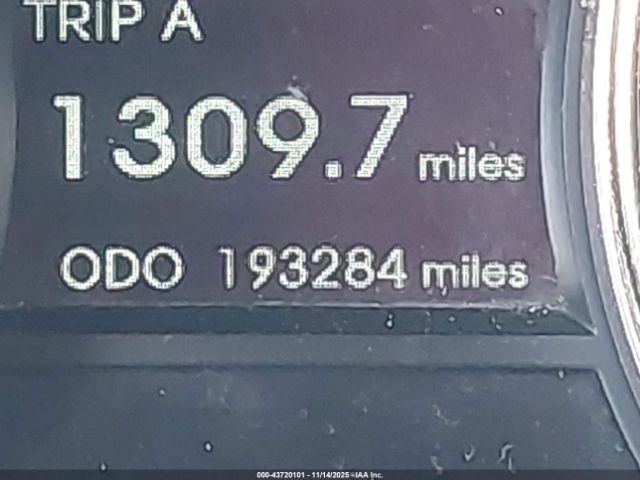 TRIP A
1309.7 miles
ODO 193284 miles
000-43720101 - 11/14/2025 - IAA Inc.